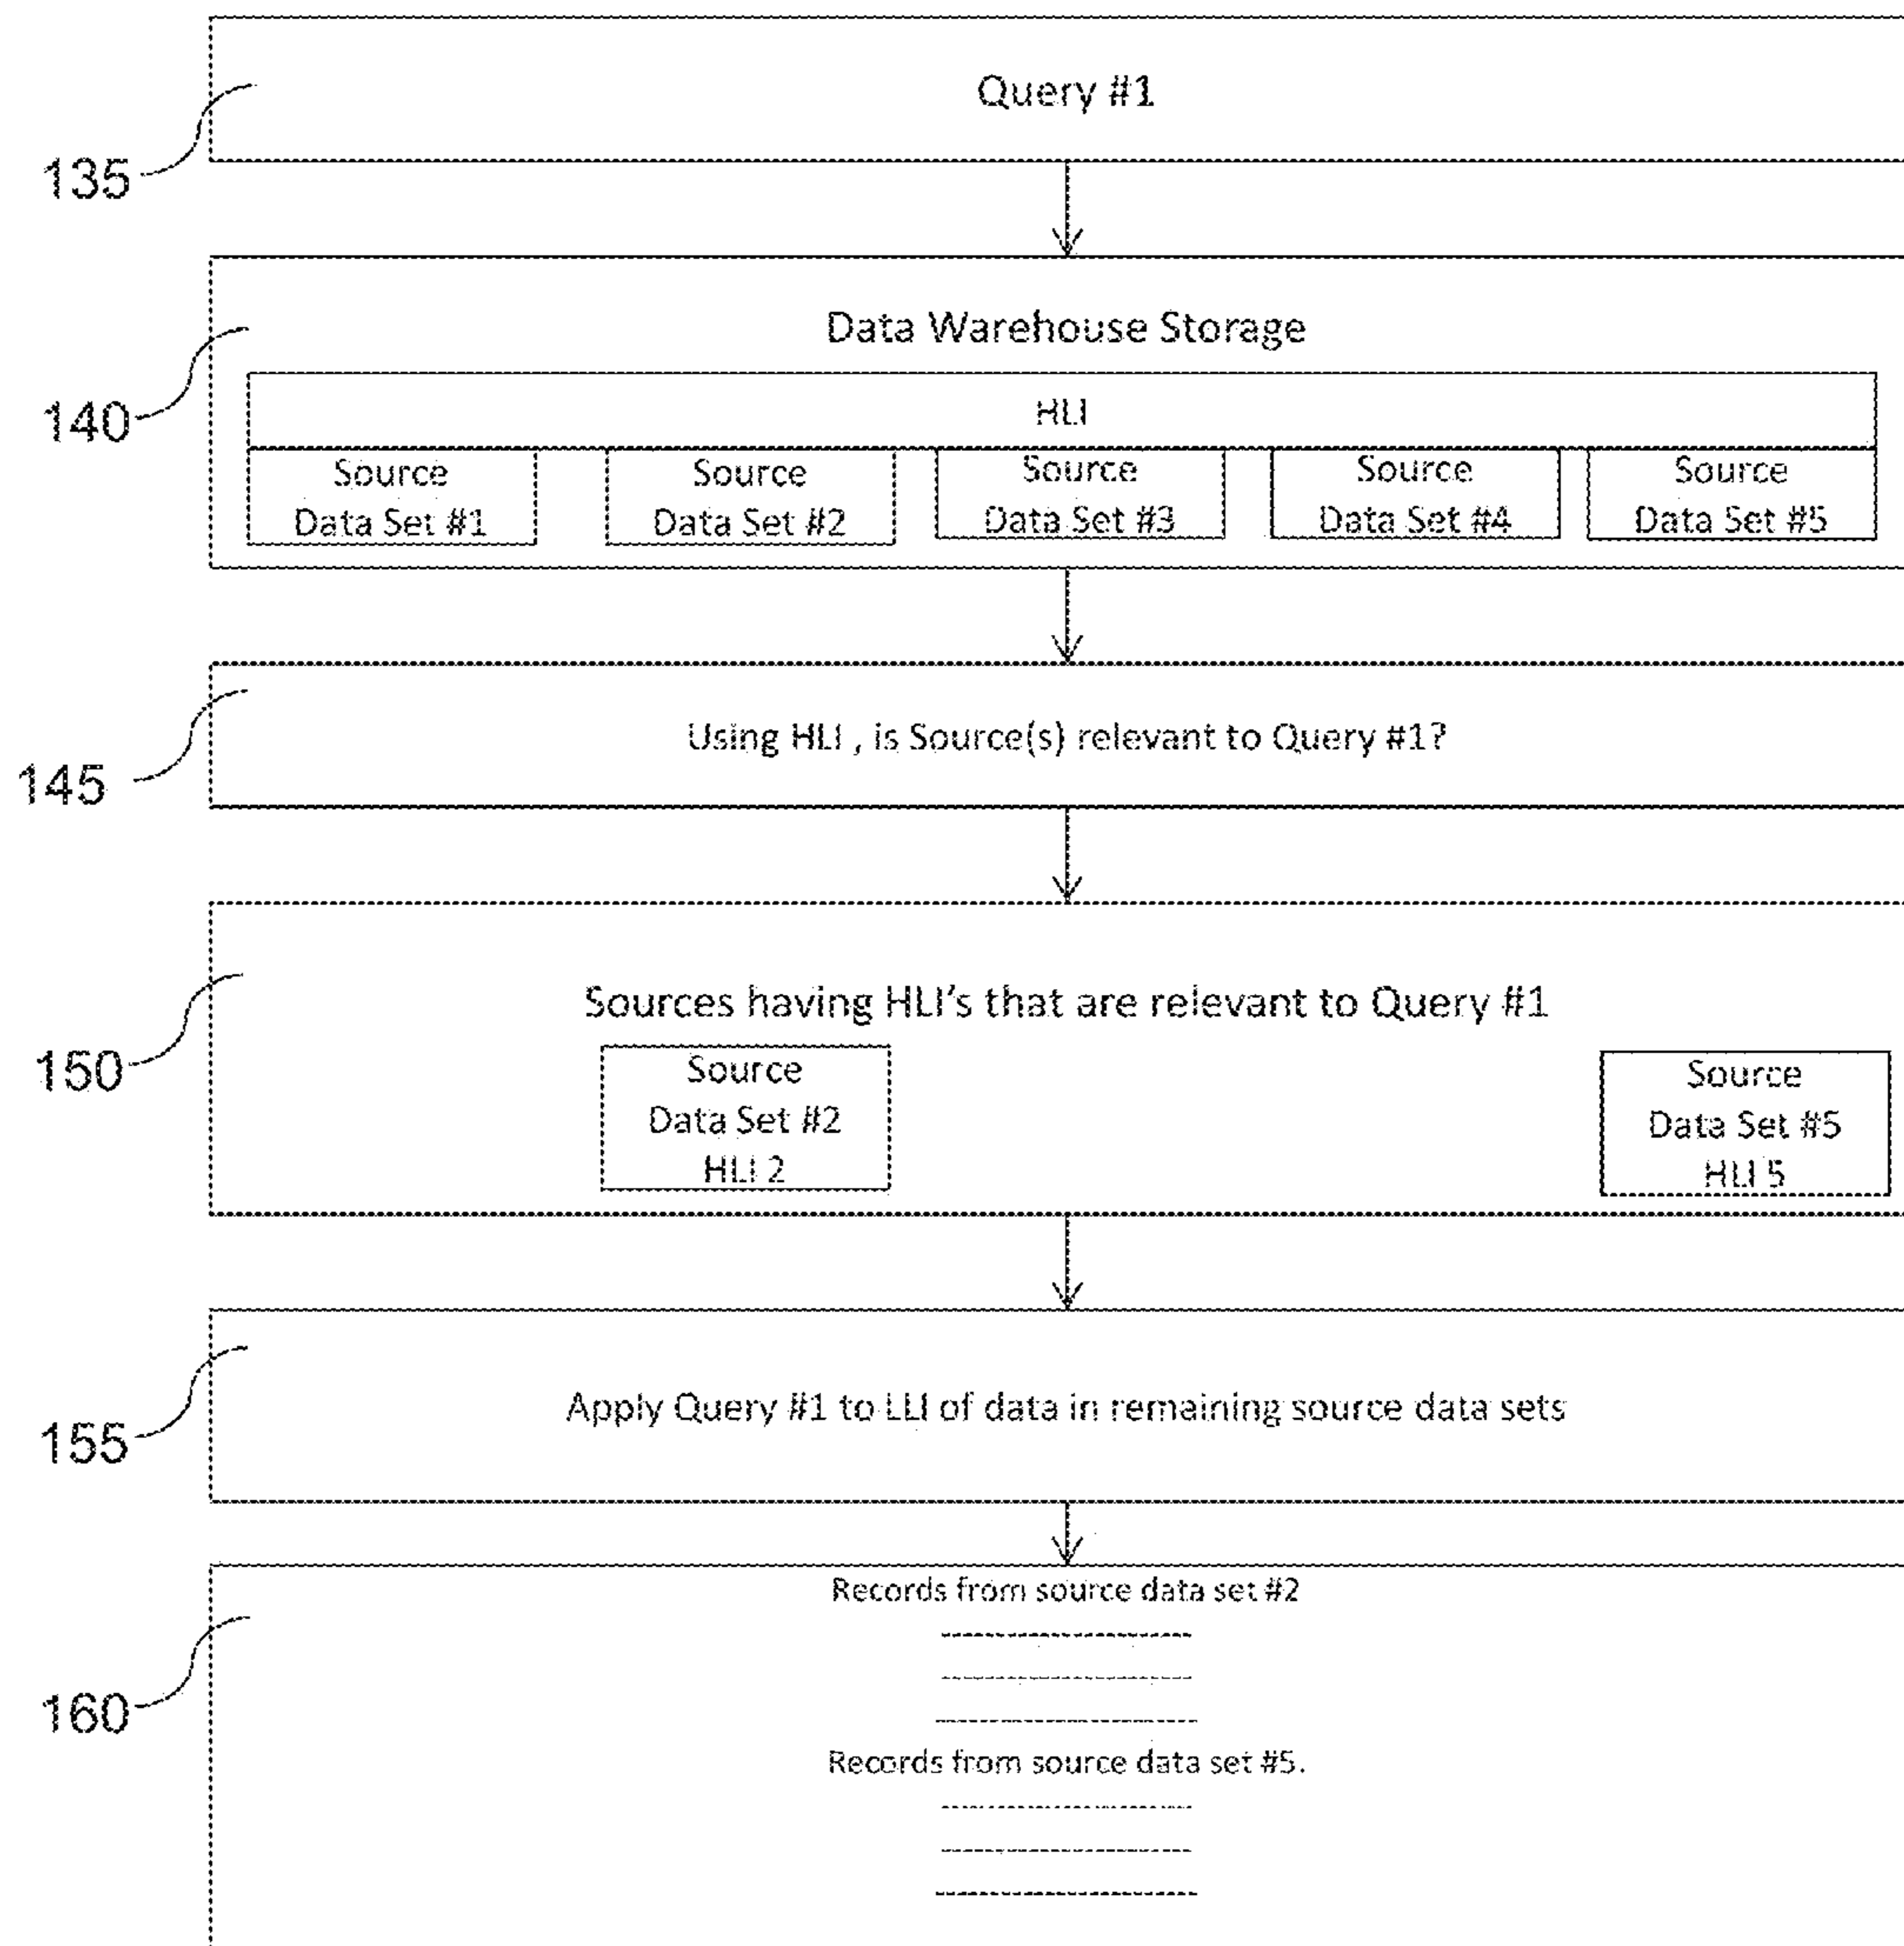 Query #1
135
Data Warehouse Storage
140
HLI
Source
Data Set #1
Source
Data Set #2
Source
Data Set #3
Source
Data Set #4
Source
Data Set #5
Using HLI , is Source(s) relevant to Query #1?
145
Sources having HLI's that are relevant to Query #1
150
Source
Data Set #2
HLI 2
Source
Data Set #5
HLI 5
Apply Query #1 to LLI of data in remaining source data sets
155
Records from source data set #2
160
Records from source data set #5.